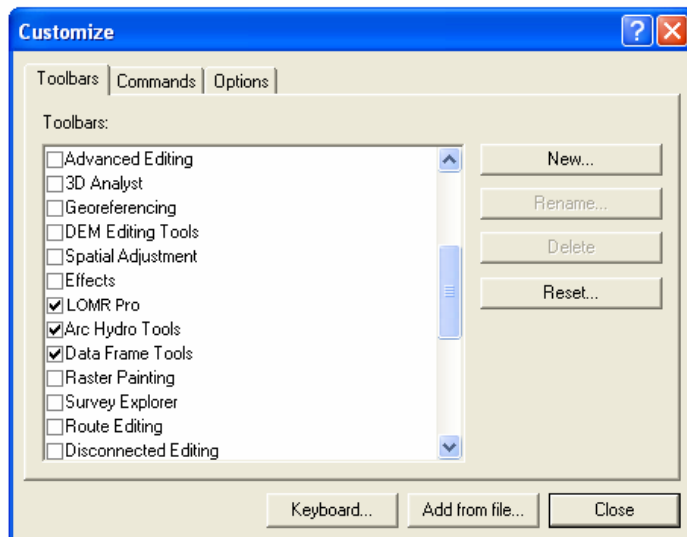 Customize
Toolbars
Commands
Options
Toolbars:
Advanced Editing
3D Analyst
Georeferencing
DEM Editing Tools
Spatial Adjustment
Effects
LOMR Pro
Arc Hydro Tools
Data Frame Tools
Raster Painting
Survey Explorer
Route Editing
Disconnected Editing
New...
Rename...
Delete
Reset...
Keyboard...
Add from file...
Close